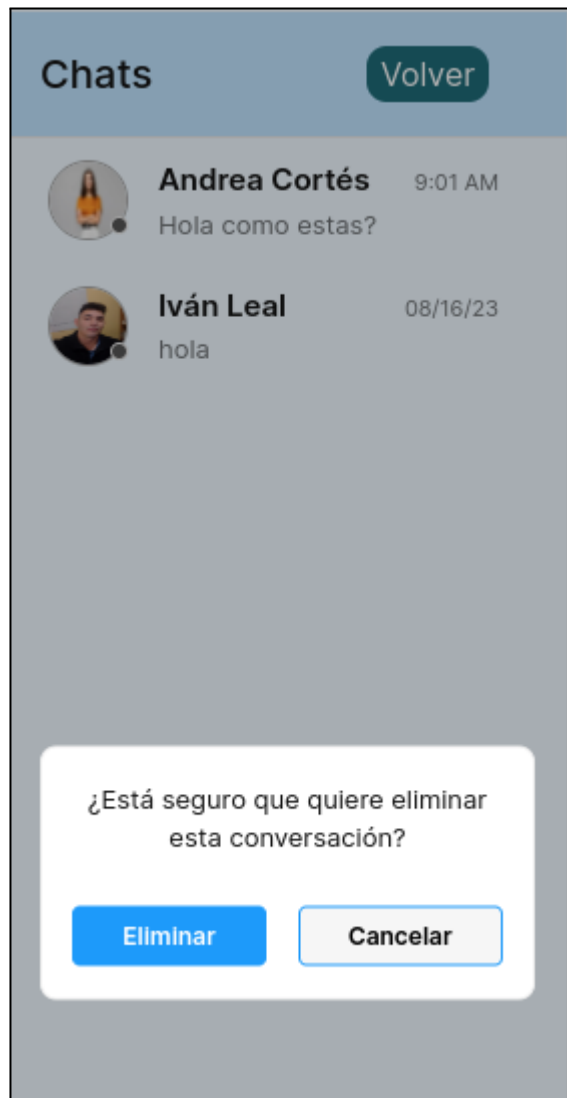 Chats
Volver
Andrea Cortés 9:01 AM
Hola como estas?
Iván Leal 08/16/23
hola
¿Está seguro que quiere eliminar
esta conversación?
Eliminar Cancelar